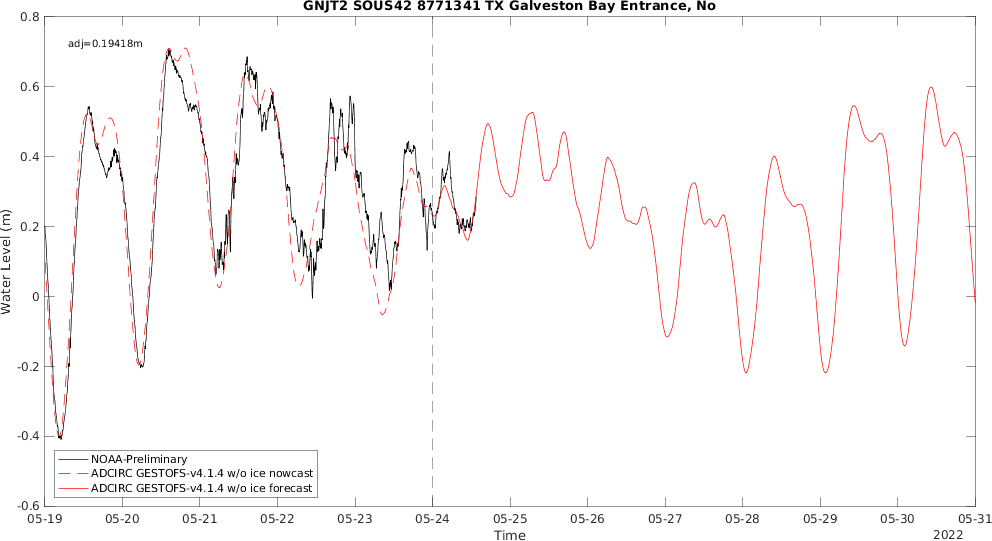 GNJT2 SOUS42 8771341 TX Galveston Bay Entrance, No
adj=0.19418m
0.8
0.6
0.4
0.2
0
-0.2
-0.4
-0.6
Water Level (m)
NOAA-Preliminary
ADCIRC GESTOFS-v4.1.4 w/o ice nowcast
ADCIRC GESTOFS-v4.1.4 w/o ice forecast
05-19 05-20 05-21 05-22 05-23 05-24 05-25 05-26 05-27 05-28 05-29 05-30 05-31
Time
2022